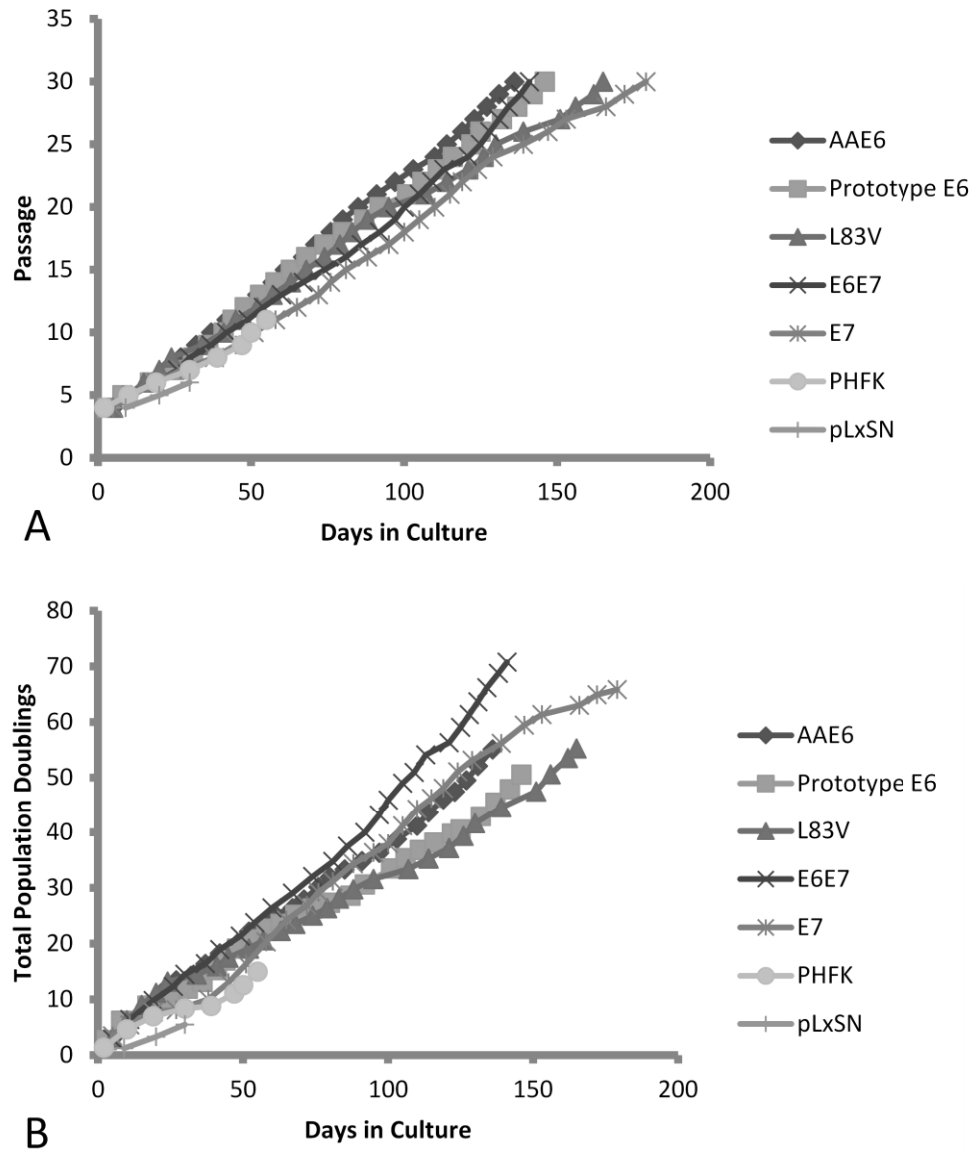 35
30
25
20
15
10
5
0
Passage
0 50 100 150 200
Days in Culture
AAE6
Prototype E6
L83V
E6E7
E7
PHFK
pLxSN
A
80
70
60
50
40
30
20
10
0
Total Population Doublings
0 50 100 150 200
Days in Culture
AAE6
Prototype E6
L83V
E6E7
E7
PHFK
pLxSN
B